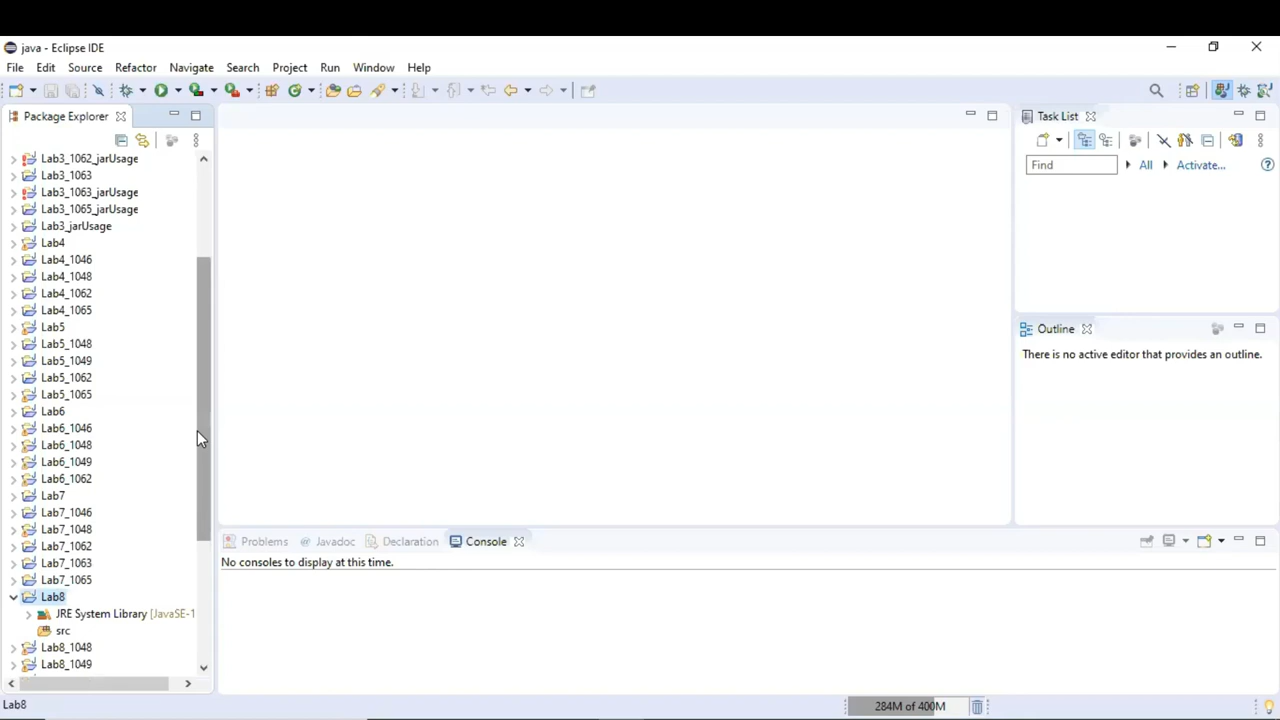 java - Eclipse IDE
File Edit Source Refactor Navigate Search Project Run Window Help
Package Explorer
Lab3_1062_jarUsage
Lab3_1063
Lab3_1063_jarUsage
Lab3_1065_jarUsage
Lab3_jarUsage
Lab4
Lab4_1046
Lab4_1048
Lab4_1062
Lab4_1065
Lab5
Lab5_1048
Lab5_1049
Lab5_1062
Lab5_1065
Lab6
Lab6_1046
Lab6_1048
Lab6_1049
Lab6_1062
Lab7
Lab7_1046
Lab7_1048
Lab7_1062
Lab7_1063
Lab7_1065
Lab8
JRE System Library [JavaSE-1
src
Lab8_1048
Lab8_1049
Task List
Find All Activate...
Outline
There is no active editor that provides an outline.
Problems Javadoc Declaration Console
No consoles to display at this time.
Lab8
284M of 400M